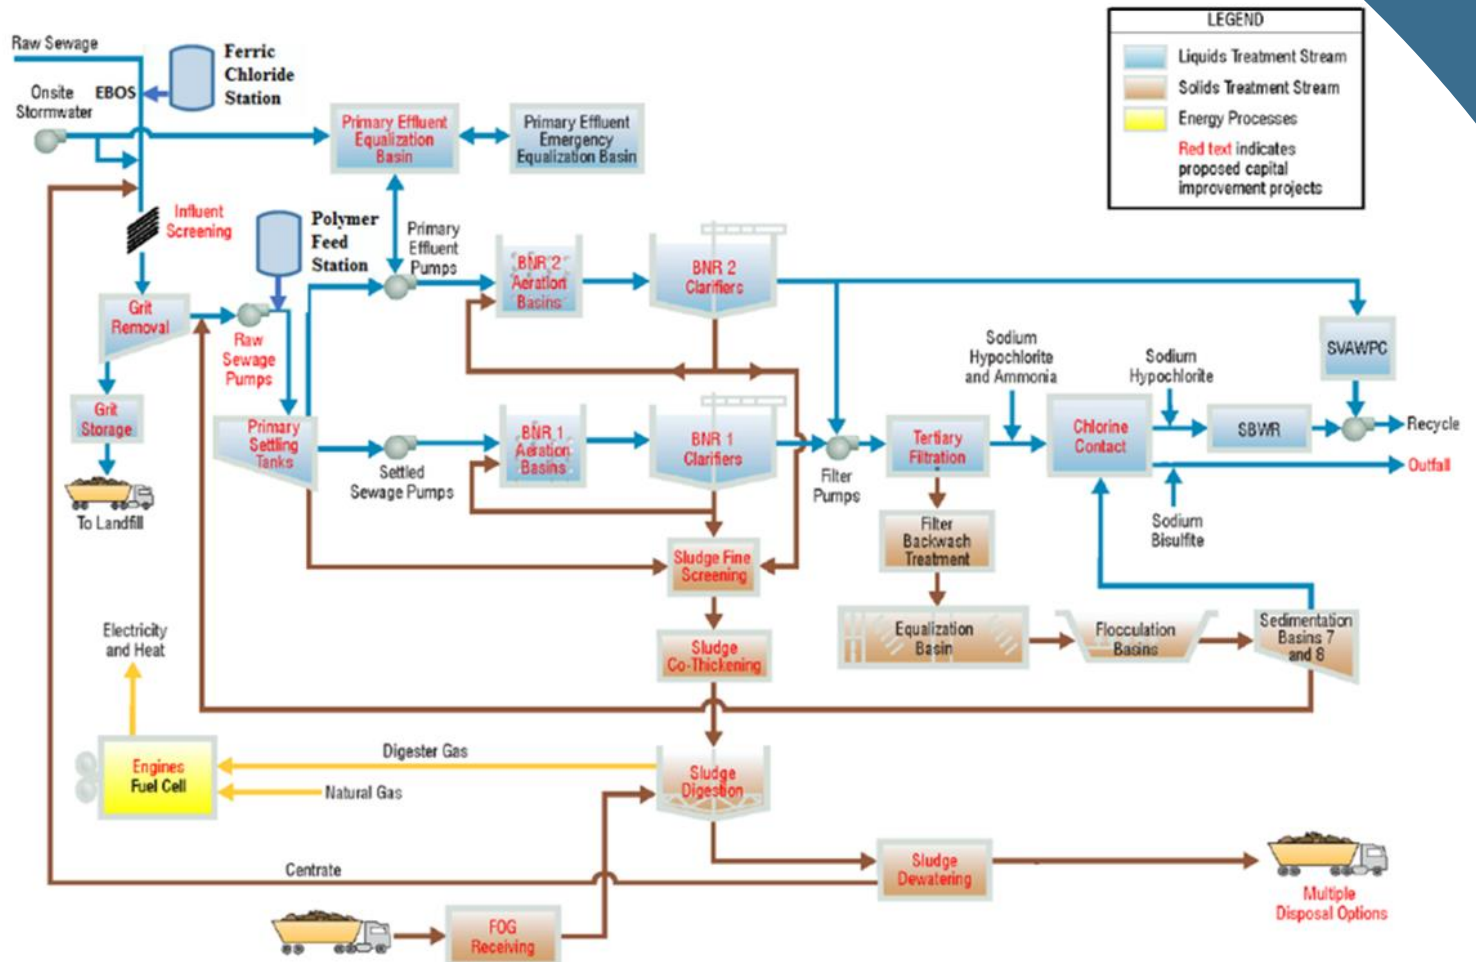 LEGEND
Liquids Treatment Stream
Solids Treatment Stream
Energy Processes
Red text indicates
proposed capital
improvement projects
Raw Sewage
Onsite
Stormwater
EBOS
Ferric
Chloride
Station
Primary Effluent
Equalization
Basin
Primary Effluent
Emergency
Equalization Basin
Influent
Screening
Polymer
Feed
Station
Primary
Effluent
Pumps
BNR 2
Aeration
Basins
BNR 2
Clarifiers
Grit
Removal
Raw
Sewage
Pumps
Grit
Storage
To Landfill
Primary
Settling
Tanks
Settled
Sewage Pumps
BNR 1
Aeration
Basins
BNR 1
Clarifiers
Filter
Pumps
Tertiary
Filtration
Sodium
Hypochlorite
and Ammonia
Chlorine
Contact
Sodium
Hypochlorite
SBWR
SVAWPC
Recycle
Outfall
Sodium
Bisulfite
Filter
Backwash
Treatment
Sludge Fine
Screening
Equalization
Basin
Flocculation
Basins
Sedimentation
Basins 7
and 8
Sludge
Co-Thickening
Electricity
and Heat
Engines
Fuel Cell
Digester Gas
Natural Gas
Sludge
Digestion
Centrate
Sludge
Dewatering
FOG
Receiving
Multiple
Disposal Options